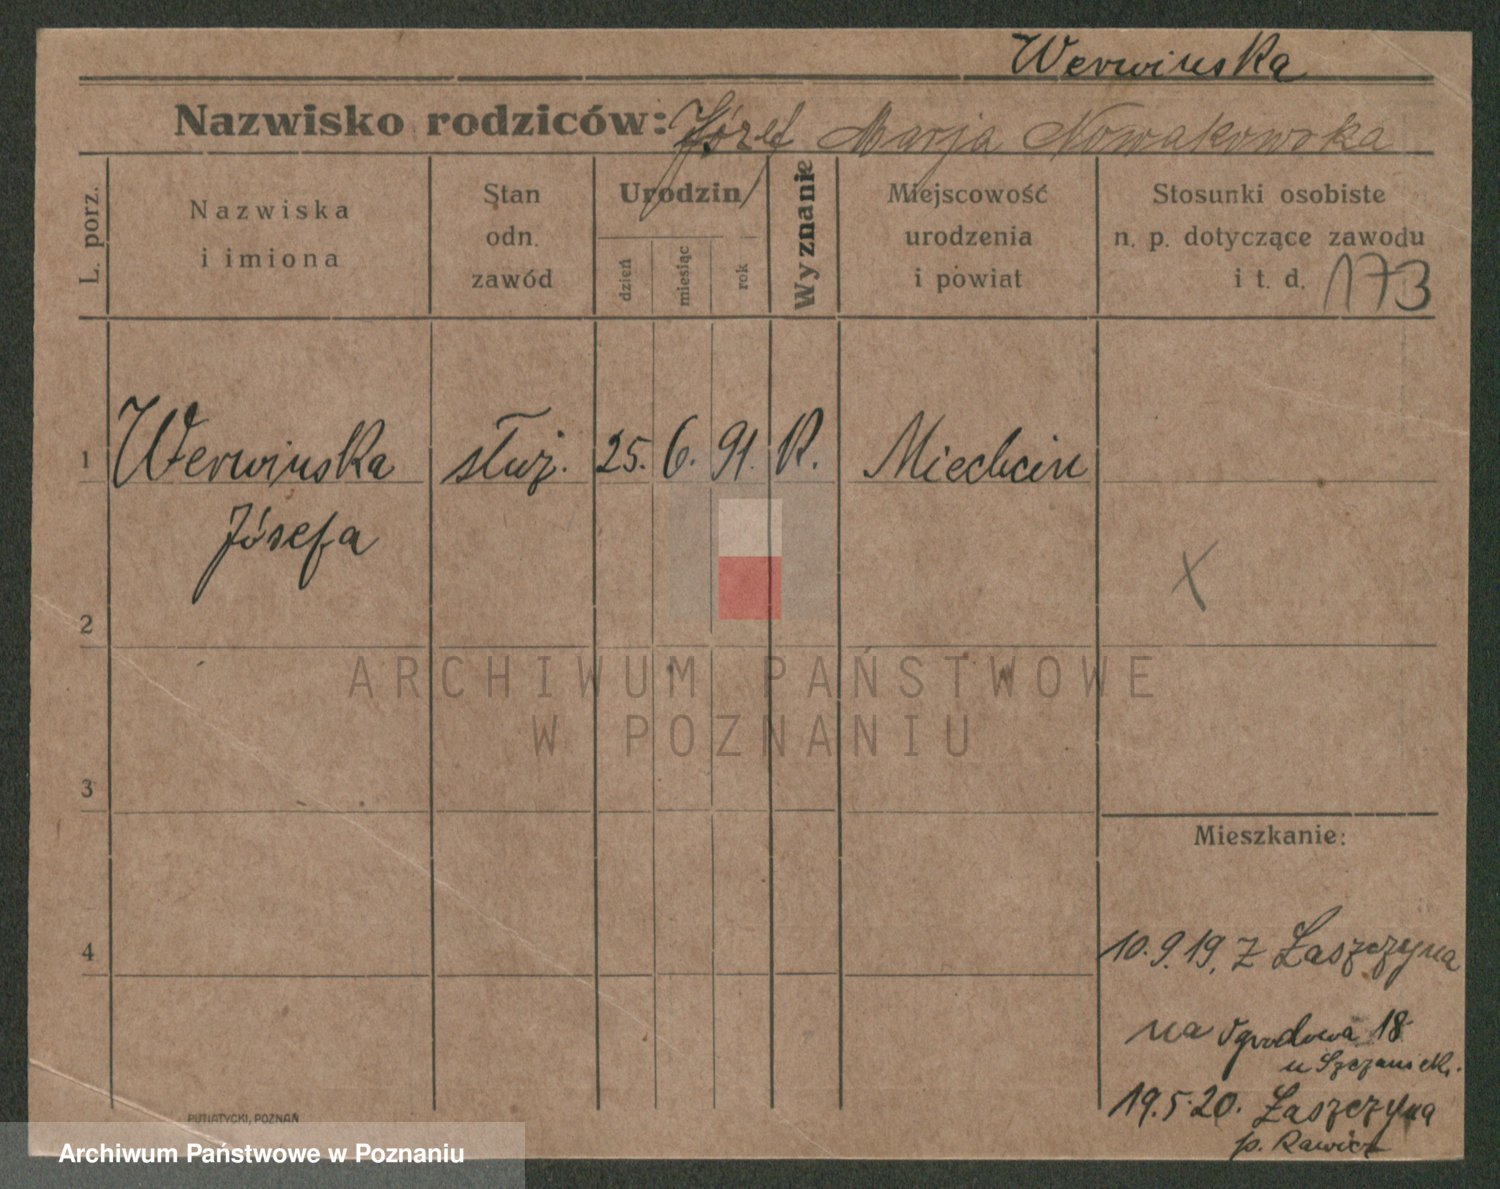 Werwinska
Nazwisko rodziców: Józef Marja Nowakowska
L. porz.
Nazwiska
i imiona
Stan
odn.
zawód
Urodzin
dzień
miesiąc
rok
Wyznanie
Miejscowość
urodzenia
i powiat
Stosunki osobiste
n. p. dotyczące zawodu
i t. d. 173
1 Werwinska służ. 25. 6. 91. R. Miechcin
Józefa
X
2
ARCHIWUM PAŃSTWOWE
W POZNANIU
3
Mieszkanie:
4
10.9.19, z Łaszczyna
na Ogrodowa 18
u
19.5.20. Łaszczyna
p. Rawicz
PUTIATYCKI, POZNAŃ
Archiwum Państwowe w Poznaniu